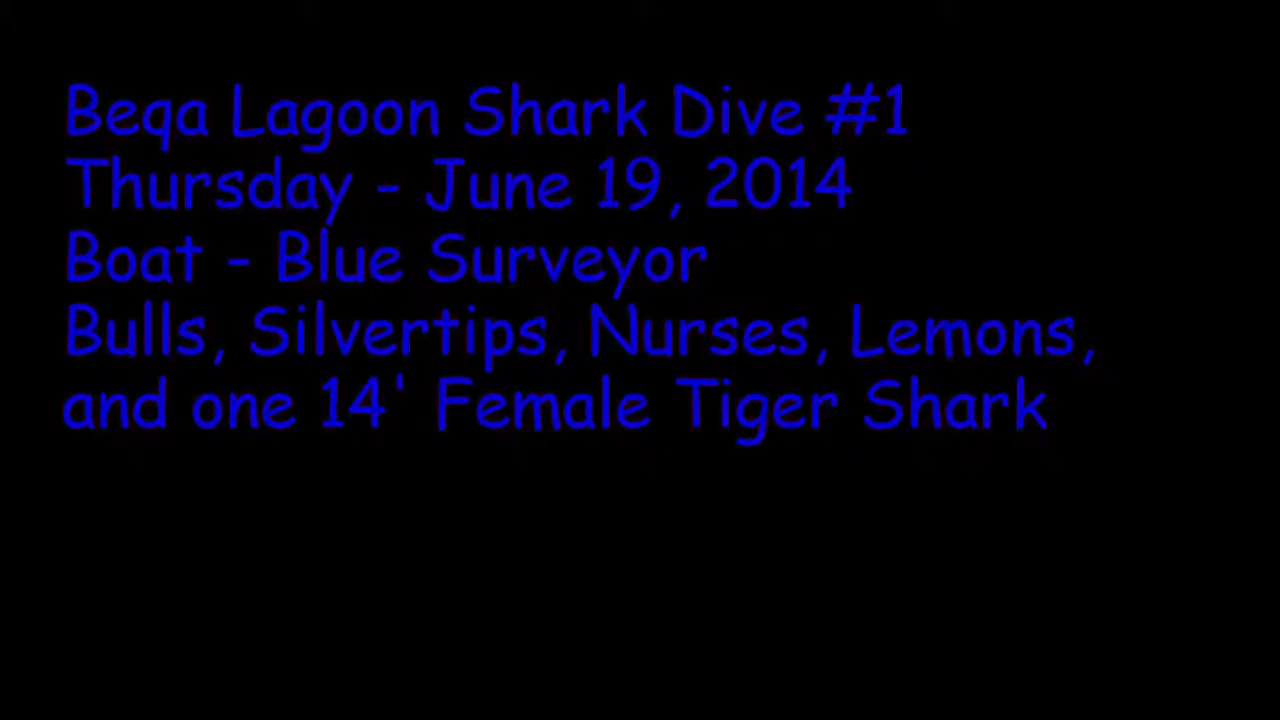 Beqa Lagoon Shark Dive #1
Thursday - June 19, 2014
Boat - Blue Surveyor
Bulls, Silvertips, Nurses, Lemons,
and one 14' Female Tiger Shark